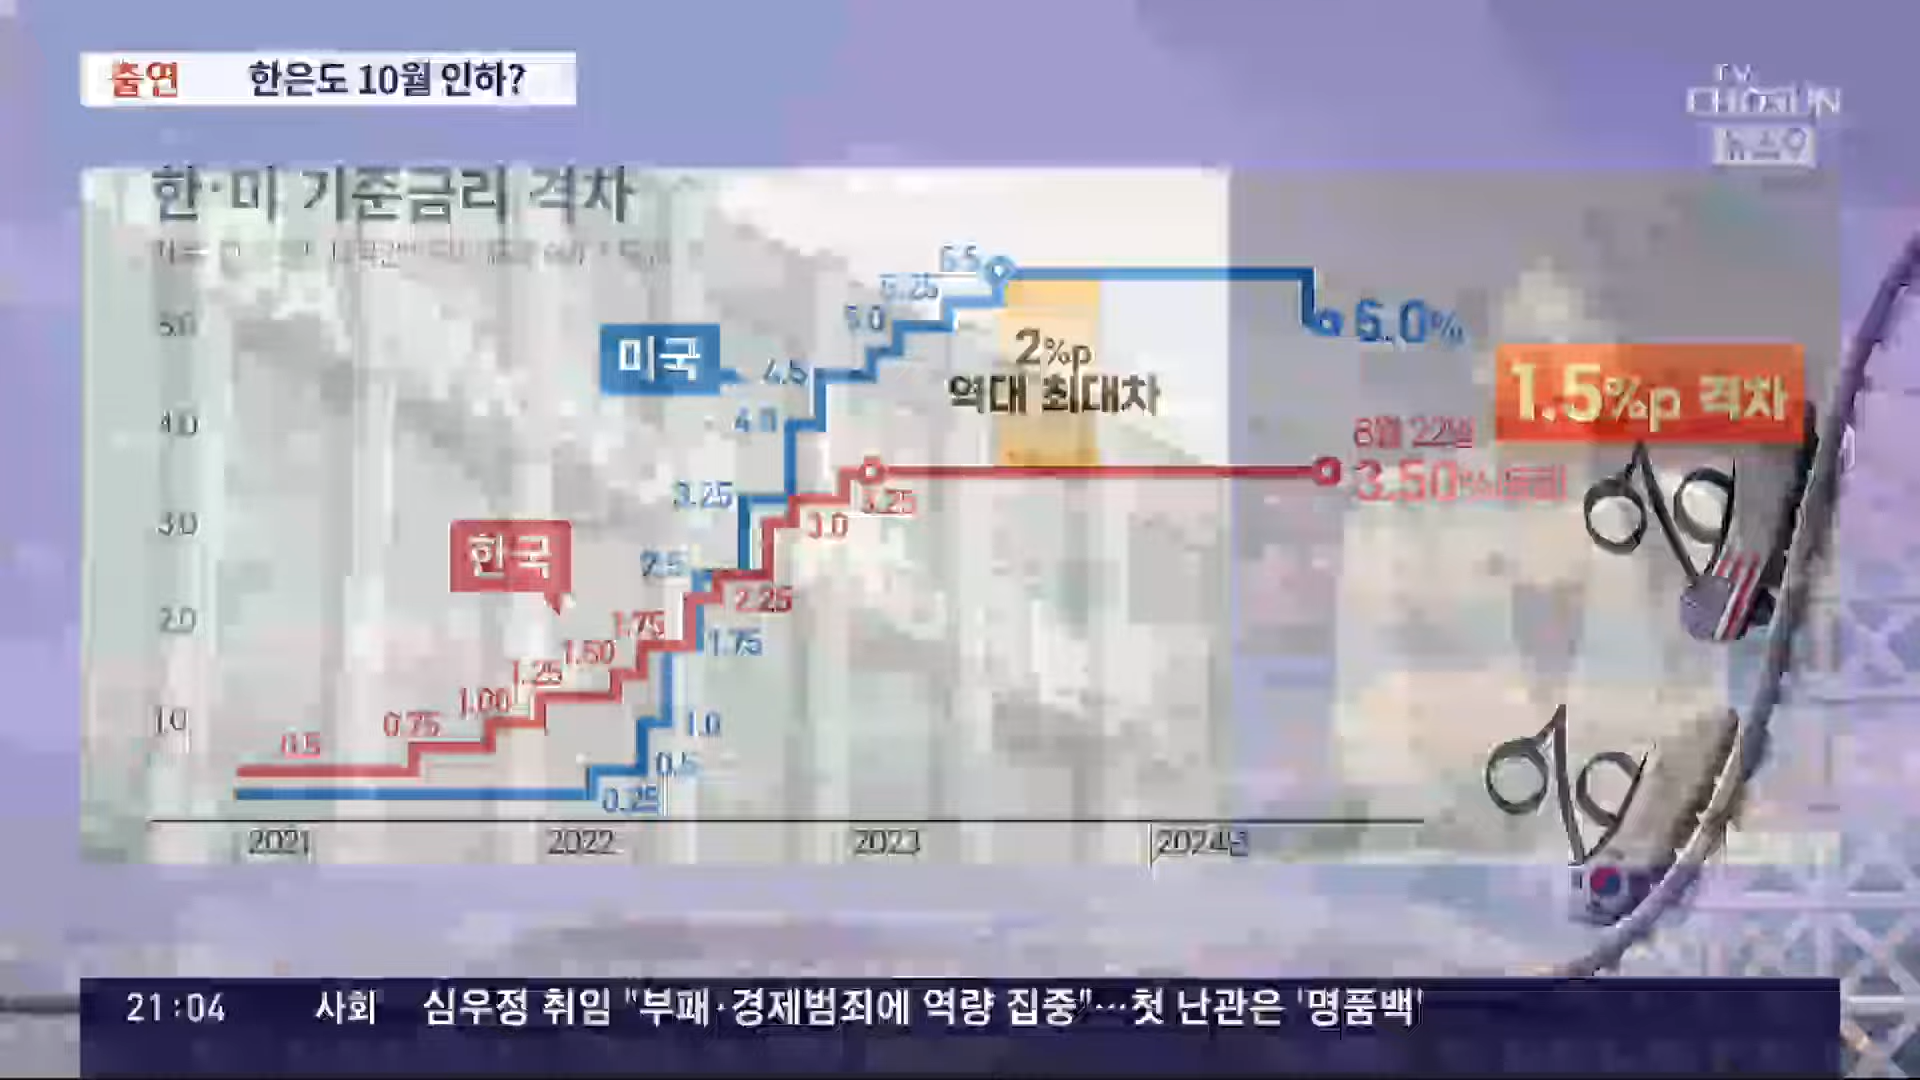 출연 한은도 10월 인하?
TV
CHOSUN
뉴스9
한·미 기준금리 격차
5.0
4.0
3.0
2.0
1.0
미국
한국
0.5
0.75
1.00
1.25
1.50
1.75
2.25
3.0
3.25
0.25
0.5
1.0
1.75
2.5
3.25
4.0
4.5
5.0
5.25
5.5
2%p
역대 최대차
5.0%
1.5%p 격차
8월 22일
3.50%
2021
2022
2023
2024년
21:04 사회 심우정 취임 "부패·경제범죄에 역량 집중"…첫 난관은 '명품백'